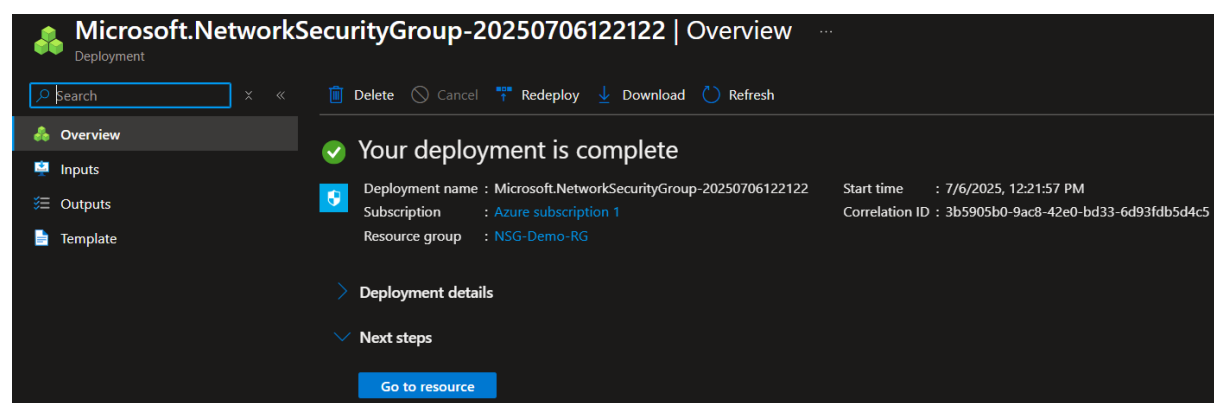 Microsoft.NetworkSecurityGroup-20250706122122 | Overview ...
Deployment
Search
Overview
Inputs
Outputs
Template
Delete Cancel Redeploy Download Refresh
Your deployment is complete
Deployment name : Microsoft.NetworkSecurityGroup-20250706122122
Subscription : Azure subscription 1
Resource group : NSG-Demo-RG
Start time : 7/6/2025, 12:21:57 PM
Correlation ID : 3b5905b0-9ac8-42e0-bd33-6d93fdb5d4c5
Deployment details
Next steps
Go to resource